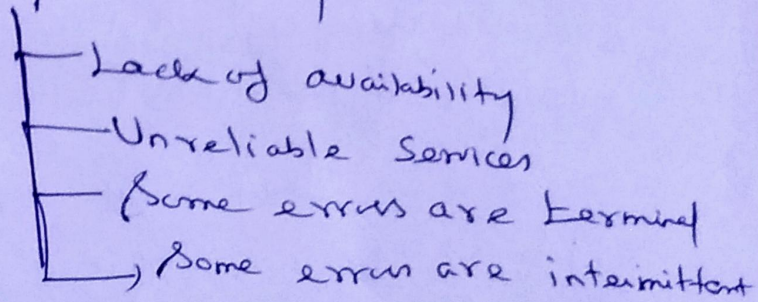 Lack of availability
Unreliable Services
Some errors are terminal
Some errors are intermittent